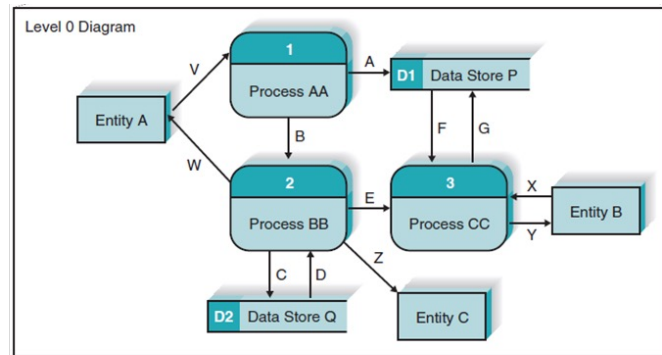 Level 0 Diagram
1
Process AA
V
A
D1 Data Store P
Entity A
B
F
G
W
2
Process BB
E
3
Process CC
X
Y
Entity B
C
D
Z
D2 Data Store Q
Entity C